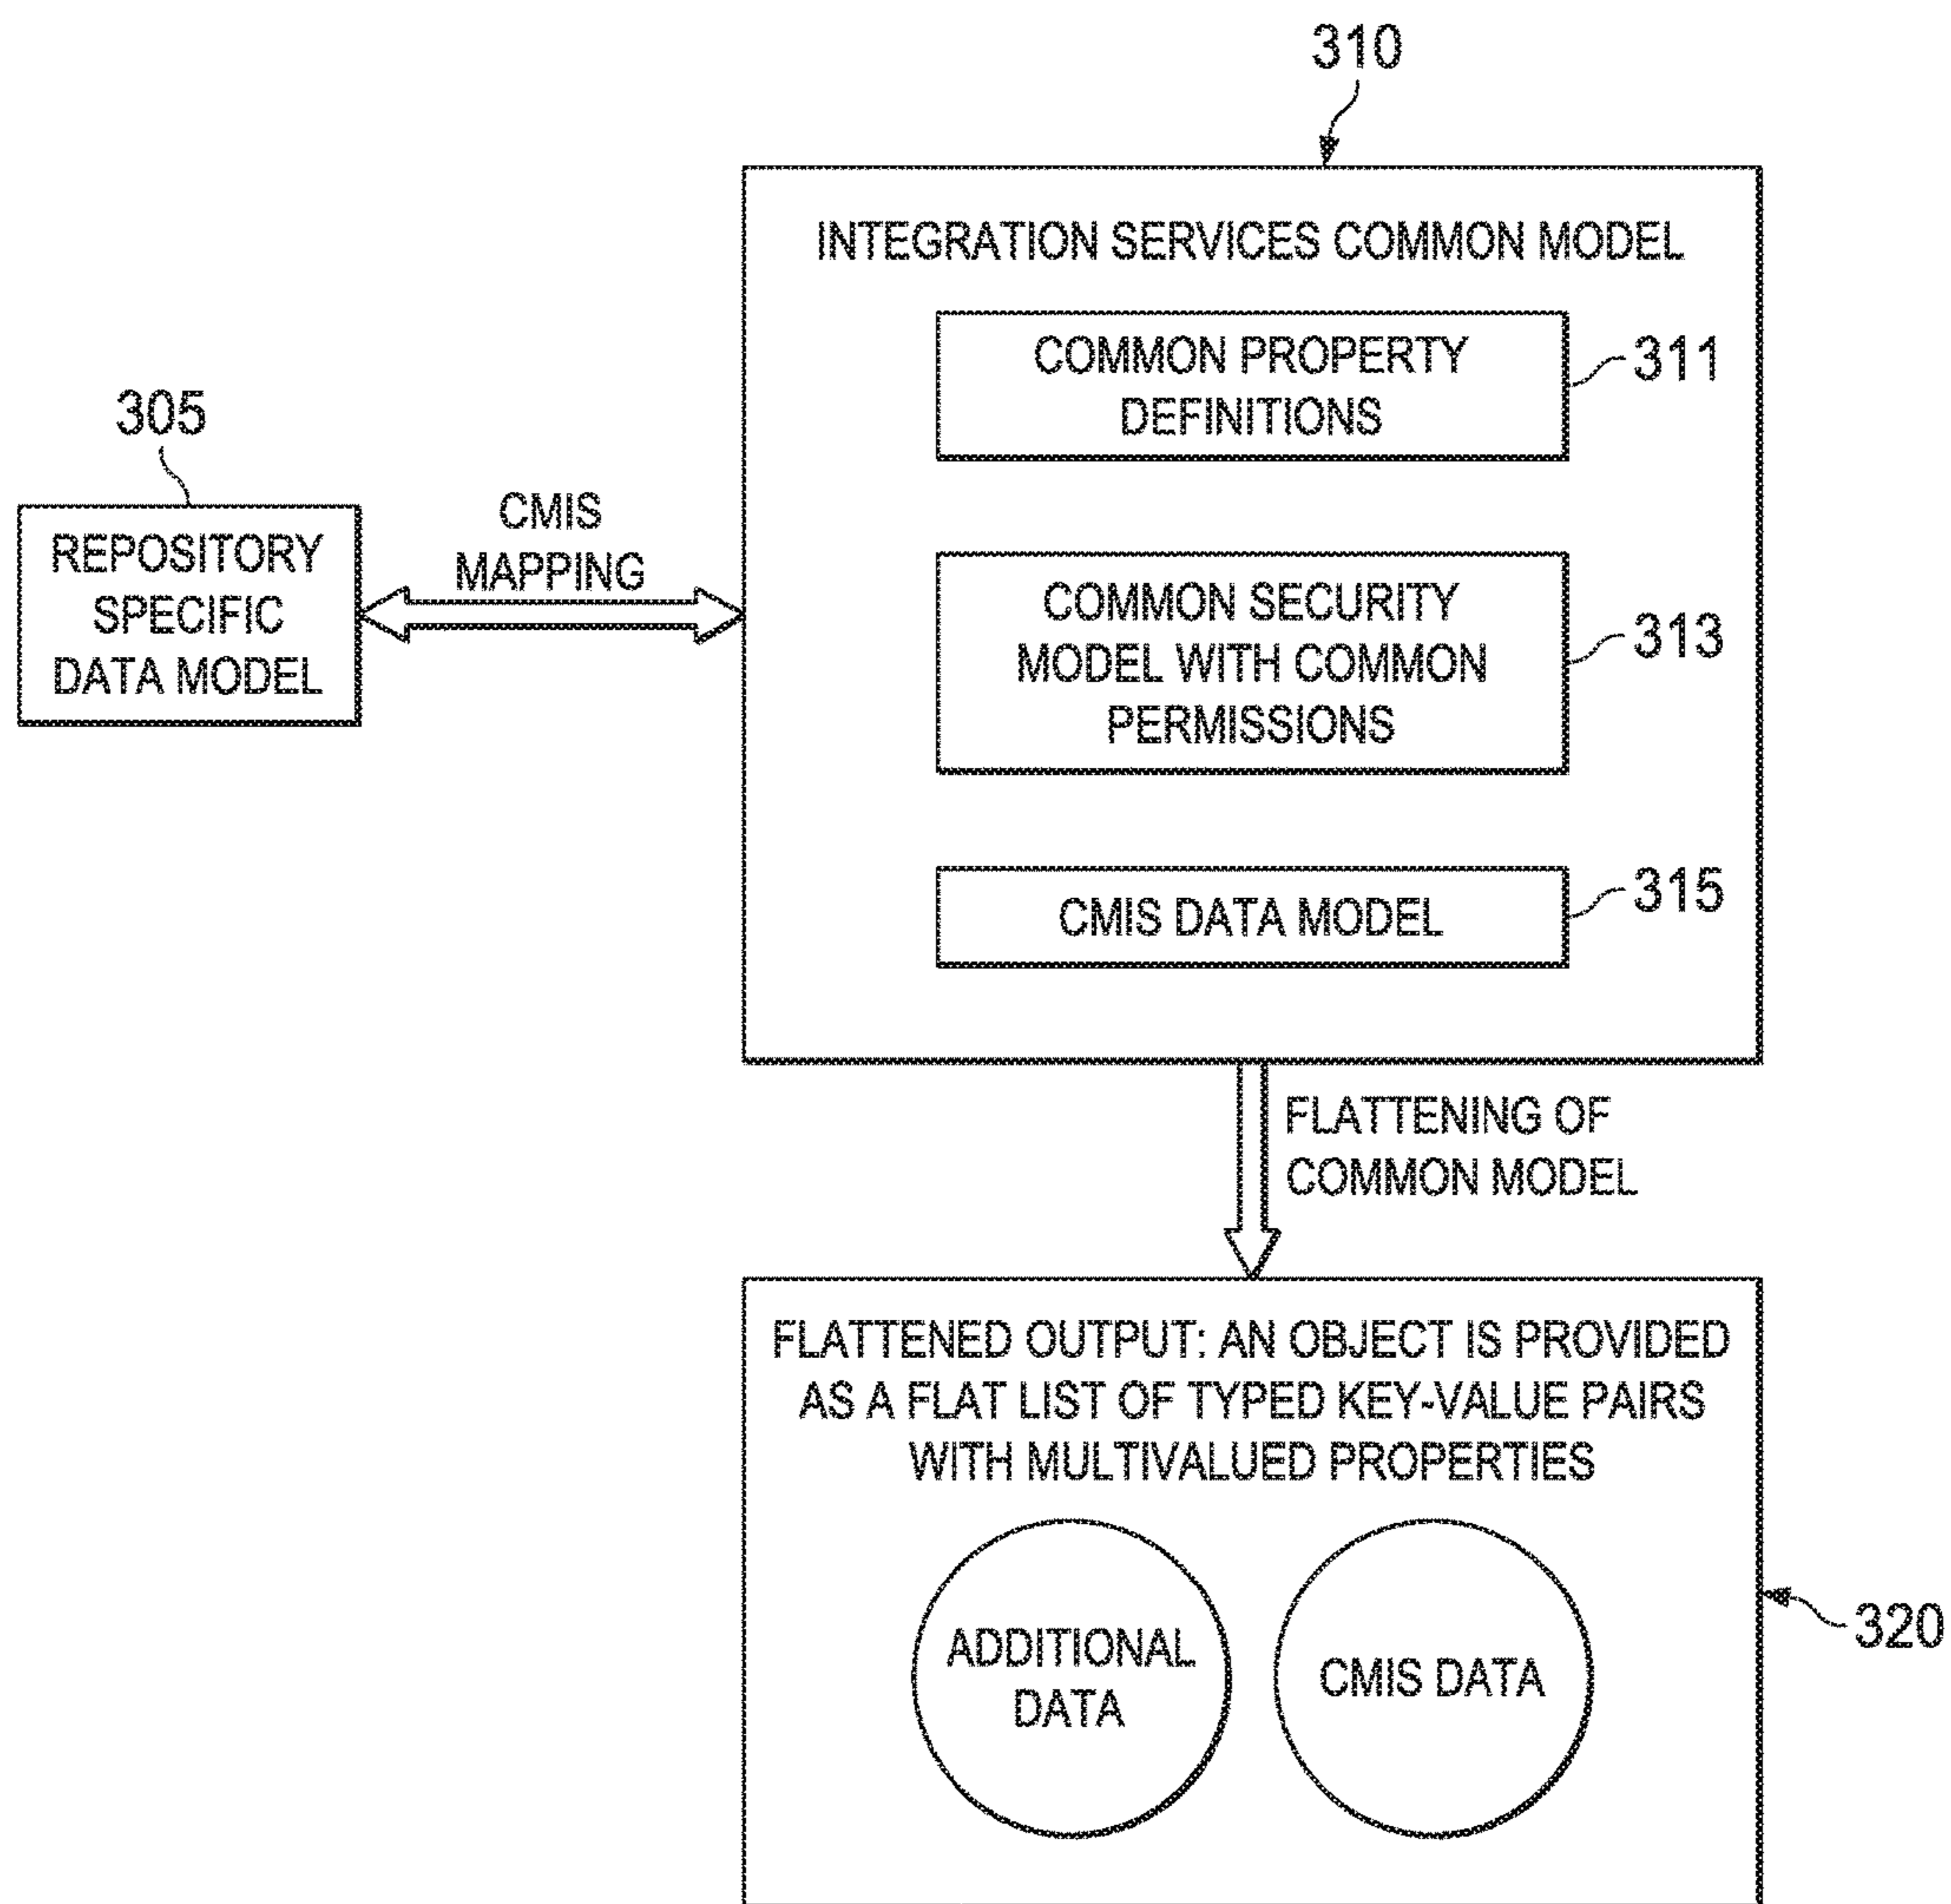 310
INTEGRATION SERVICES COMMON MODEL
COMMON PROPERTY
DEFINITIONS
311
305
REPOSITORY
SPECIFIC
DATA MODEL
CMIS
MAPPING
COMMON SECURITY
MODEL WITH COMMON
PERMISSIONS
313
CMIS DATA MODEL
315
FLATTENING OF
COMMON MODEL
FLATTENED OUTPUT: AN OBJECT IS PROVIDED
AS A FLAT LIST OF TYPED KEY-VALUE PAIRS
WITH MULTIVALUED PROPERTIES
ADDITIONAL
DATA
CMIS DATA
320